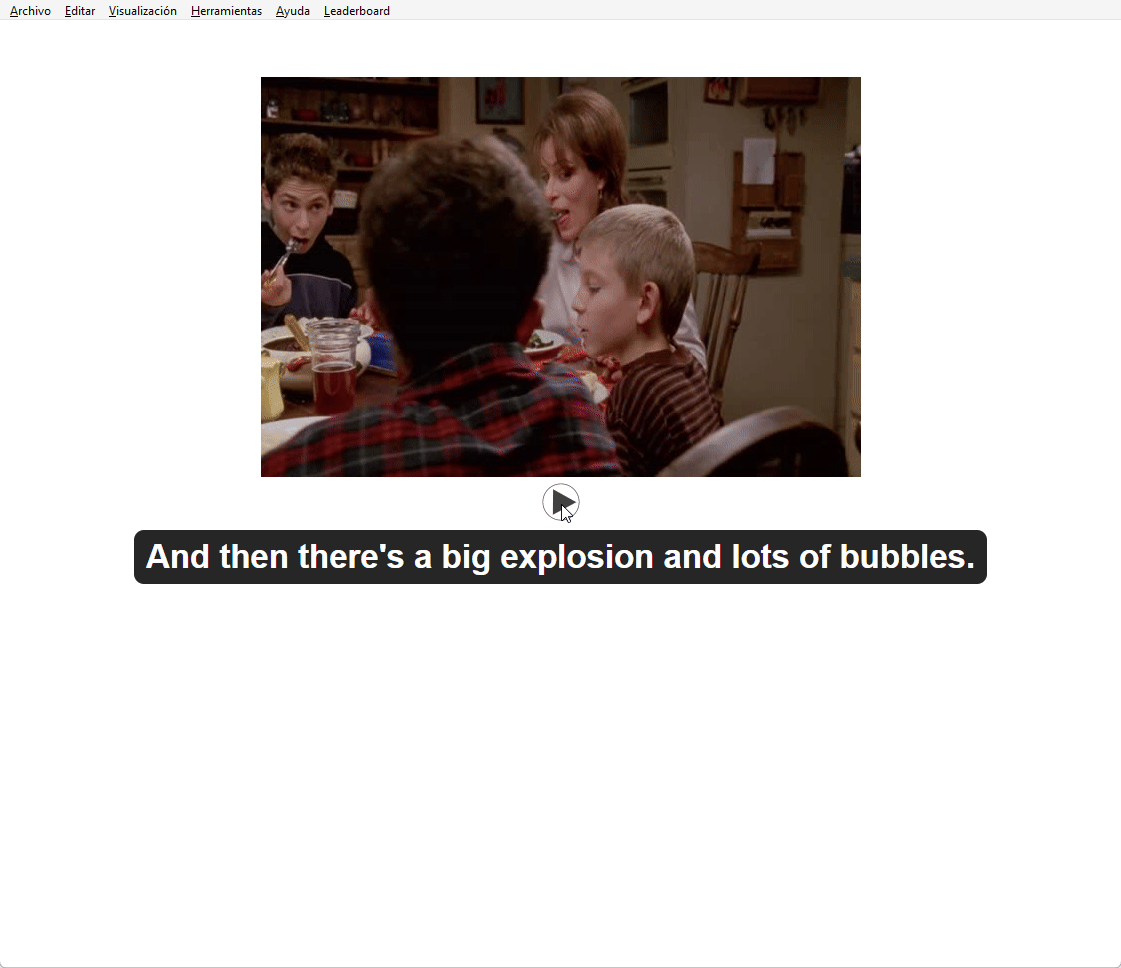 Archivo Editar Visualización Herramientas Ayuda Leaderboard
And then there's a big explosion and lots of bubbles.